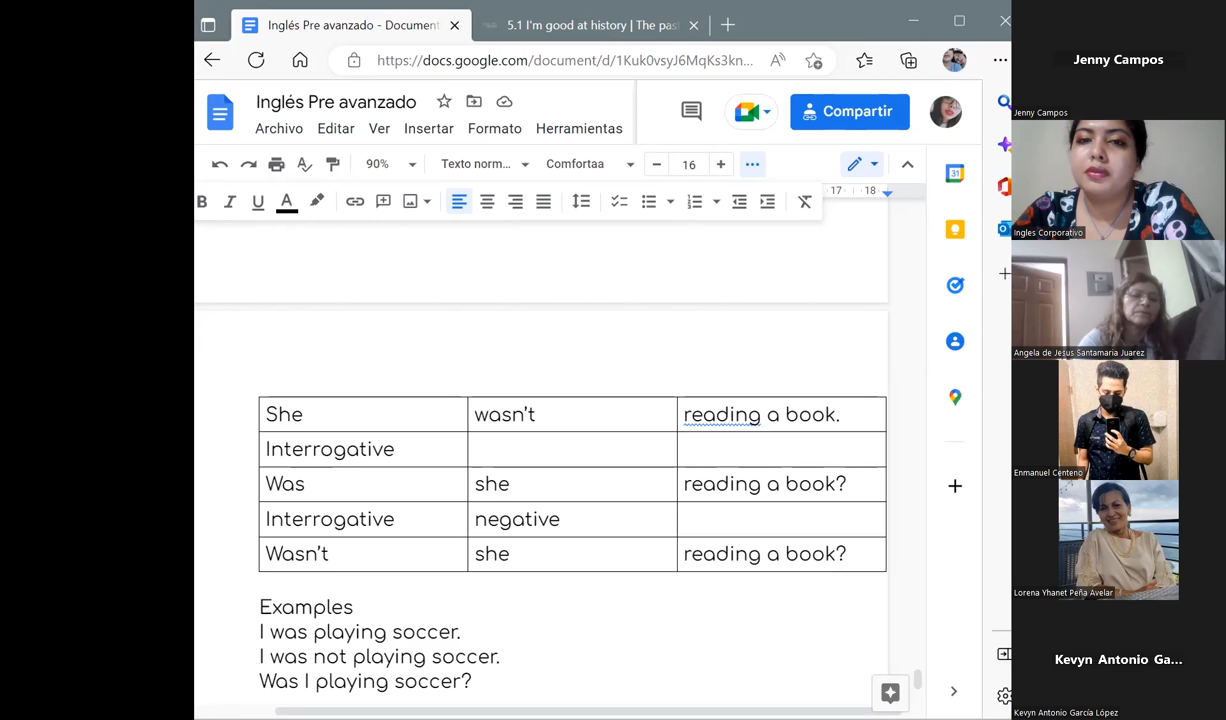 Inglés Pre avanzado - Document
5.1 I'm good at history | The pas
https://docs.google.com/document/d/1Kuk0vsyJ6MqKs3kn...
Inglés Pre avanzado
Compartir
Archivo Editar Ver Insertar Formato Herramientas
90% Texto norm... Comfortaa 16
17 18
She wasn't reading a book.
Interrogative
Was she reading a book?
Interrogative negative
Wasn't she reading a book?
Examples
I was playing soccer.
I was not playing soccer.
Was I playing soccer?
Jenny Campos
Jenny Campos
Ingles Corporativo
Angela de Jesus Santamaria Juarez
Enmanuel Centeno
Lorena Yhanet Peña Avelar
Kevyn Antonio Ga...
Kevyn Antonio García López